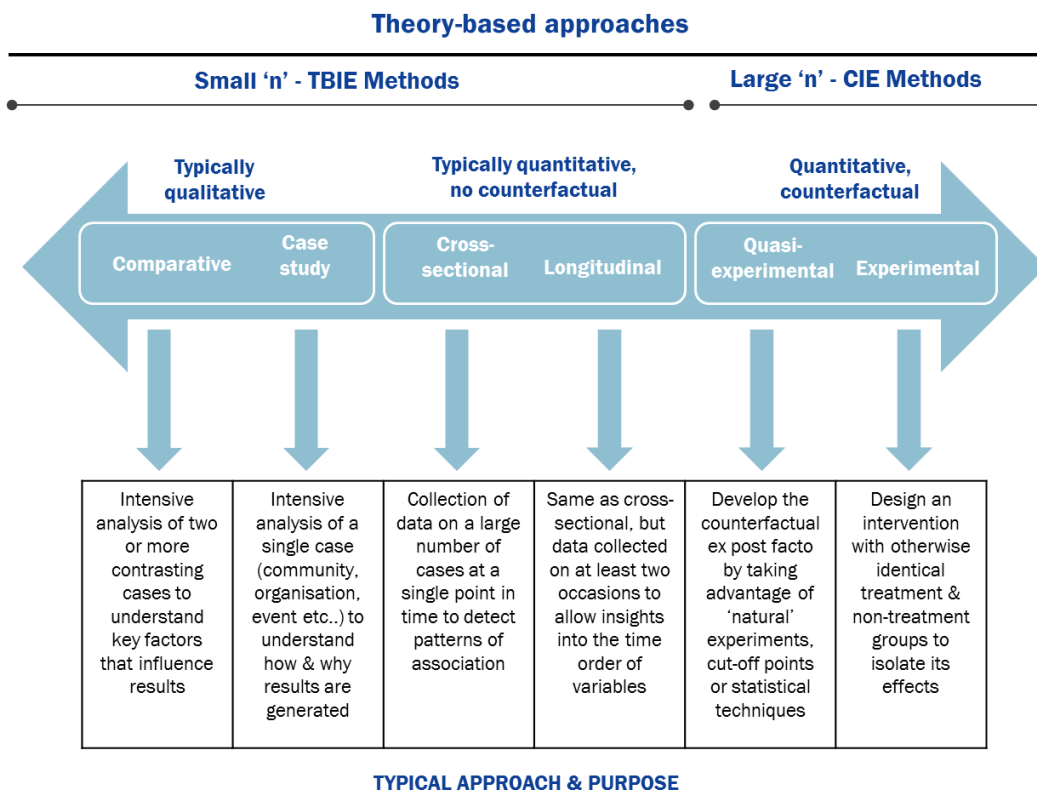 Theory-based approaches
Small ‘n’ - TBIE Methods
Large ‘n’ - CIE Methods
Typically
qualitative
Typically quantitative,
no counterfactual
Quantitative,
counterfactual
Comparative
Case
study
Cross-
sectional
Longitudinal
Quasi-
experimental
Experimental
Intensive
analysis of two
or more
contrasting
cases to
understand
key factors
that influence
results
Intensive
analysis of a
single case
(community,
organisation,
event etc..) to
understand
how & why
results are
generated
Collection of
data on a large
number of
cases at a
single point in
time to detect
patterns of
association
Same as cross-
sectional, but
data collected
on at least two
occasions to
allow insights
into the time
order of
variables
Develop the
counterfactual
ex post facto
by taking
advantage of
‘natural’
experiments,
cut-off points
or statistical
techniques
Design an
intervention
with otherwise
identical
treatment &
non-treatment
groups to
isolate its
effects
TYPICAL APPROACH & PURPOSE